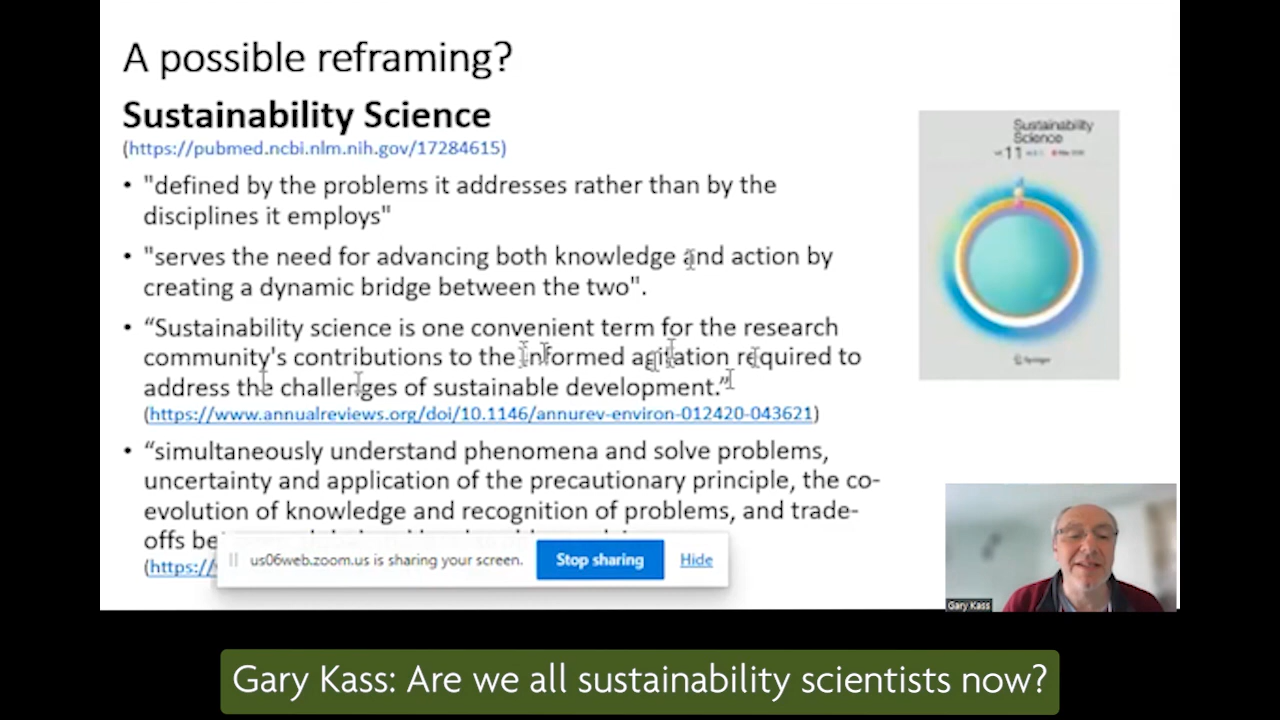 A possible reframing?
Sustainability Science
(https://pubmed.ncbi.nlm.nih.gov/17284615)
• "defined by the problems it addresses rather than by the
disciplines it employs"
• "serves the need for advancing both knowledge and action by
creating a dynamic bridge between the two".
• “Sustainability science is one convenient term for the research
community's contributions to the informed agitation required to
address the challenges of sustainable development.”
(https://www.annualreviews.org/doi/10.1146/annurev-environ-012420-043621)
• “simultaneously understand phenomena and solve problems,
uncertainty and application of the precautionary principle, the co-
evolution of knowledge and recognition of problems, and trade-
offs
(https://
us06web.zoom.us is sharing your screen.
Stop sharing
Hide
Sustainability
Science
11
Springer
Gary Kass
Gary Kass: Are we all sustainability scientists now?